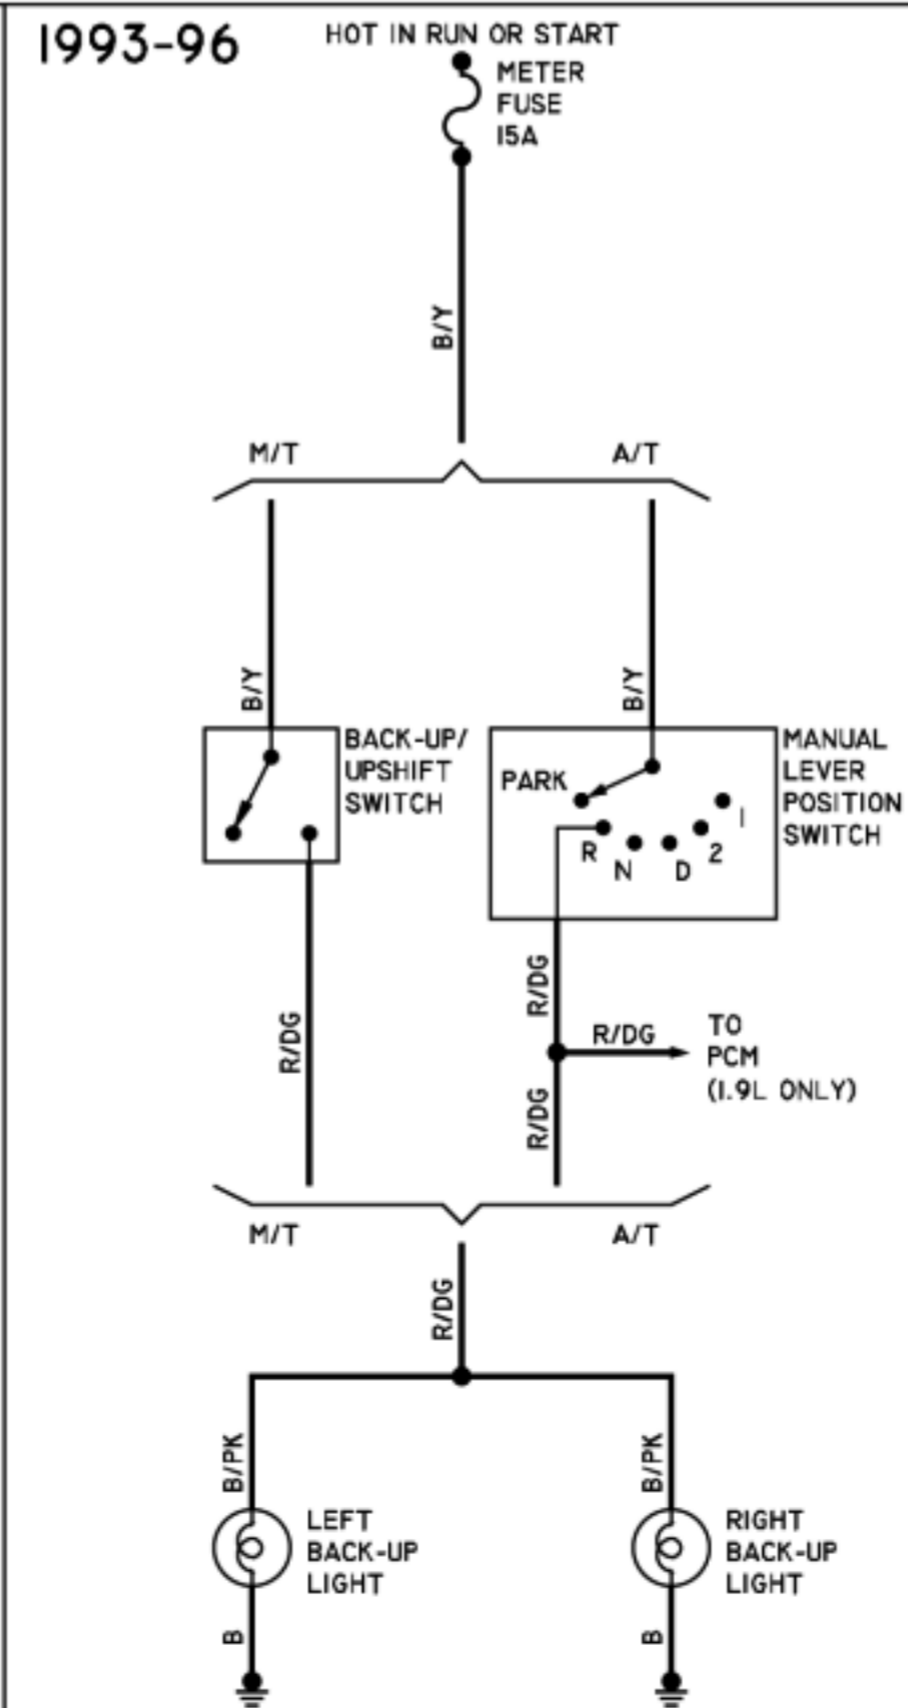 1993-96
HOT IN RUN OR START
METER
FUSE
15A
B/Y
M/T
A/T
B/Y
B/Y
BACK-UP/
UPSHIFT
SWITCH
PARK
R
N
D
2
1
MANUAL
LEVER
POSITION
SWITCH
R/DG
R/DG
R/DG
TO
PCM
(1.9L ONLY)
R/DG
M/T
A/T
R/DG
B/PK
B/PK
LEFT
BACK-UP
LIGHT
RIGHT
BACK-UP
LIGHT
B
B